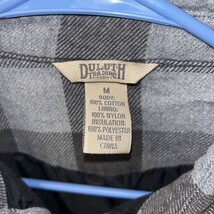 DULUTH
TRADING
M
BODY:
100% COTTON
LINING:
100% NYLON
INSULATION:
100% POLYESTER
MADE IN
CHINA